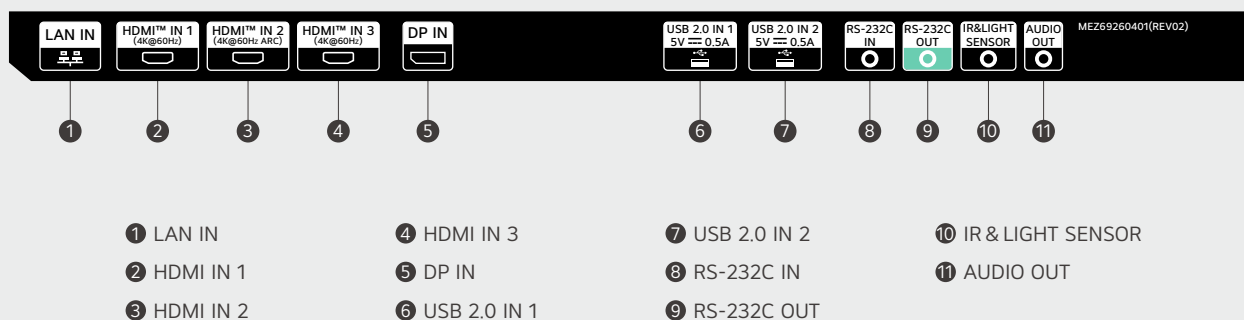 LAN IN
HDMI™ IN 1
(4K@60Hz)
HDMI™ IN 2
(4K@60Hz ARC)
HDMI™ IN 3
(4K@60Hz)
DP IN
USB 2.0 IN 1
5V ⎓ 0.5A
USB 2.0 IN 2
5V ⎓ 0.5A
RS-232C
IN
RS-232C
OUT
IR&LIGHT
SENSOR
AUDIO
OUT
MEZ69260401(REV02)
1 2 3 4 5 6 7 8 9 10 11
1 LAN IN
2 HDMI IN 1
3 HDMI IN 2
4 HDMI IN 3
5 DP IN
6 USB 2.0 IN 1
7 USB 2.0 IN 2
8 RS-232C IN
9 RS-232C OUT
10 IR & LIGHT SENSOR
11 AUDIO OUT